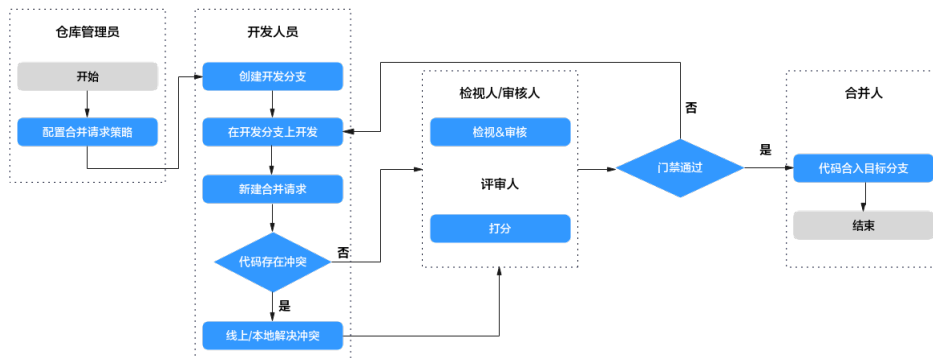 仓库管理员
开始
配置合并请求策略
开发人员
创建开发分支
在开发分支上开发
新建合并请求
代码存在冲突
否
是
线上/本地解决冲突
检视人/审核人
检视&审核
评审人
打分
否
门禁通过
是
合并人
代码合入目标分支
结束